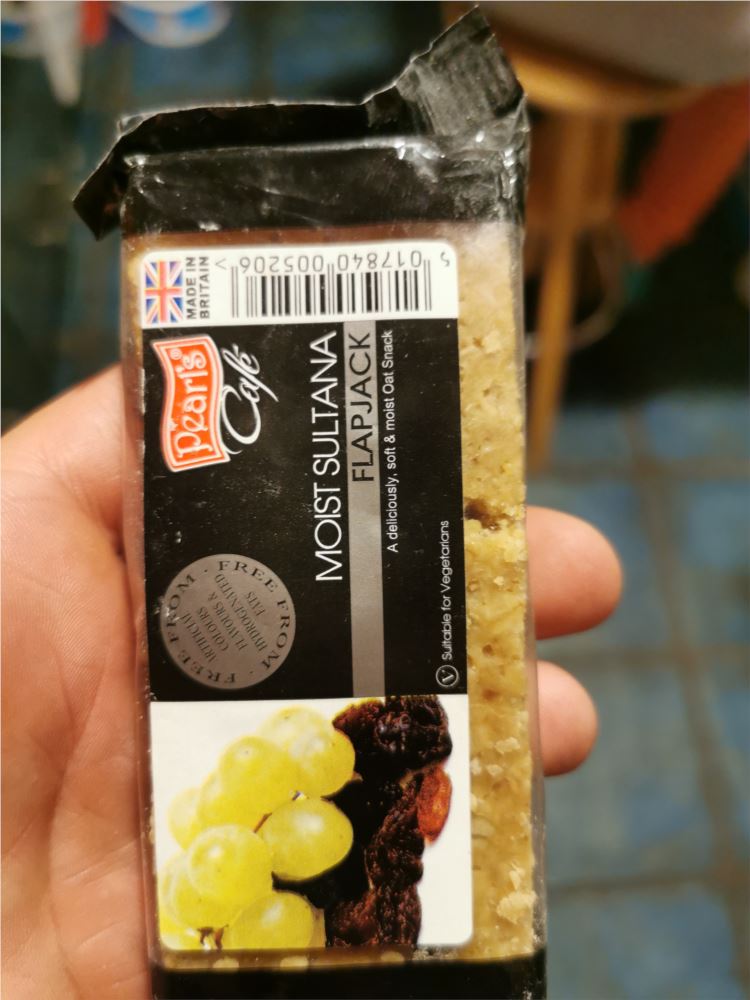 MADE IN
BRITAIN
5 017840 005206 >
Pearl's®
Café
MOIST SULTANA
FLAPJACK
A deliciously, soft & moist Oat Snack
FREE FROM · FREE FROM ·
ARTIFICIAL
COLOURS &
FLAVOURS
HYDROGENATED
FATS
V Suitable for Vegetarians